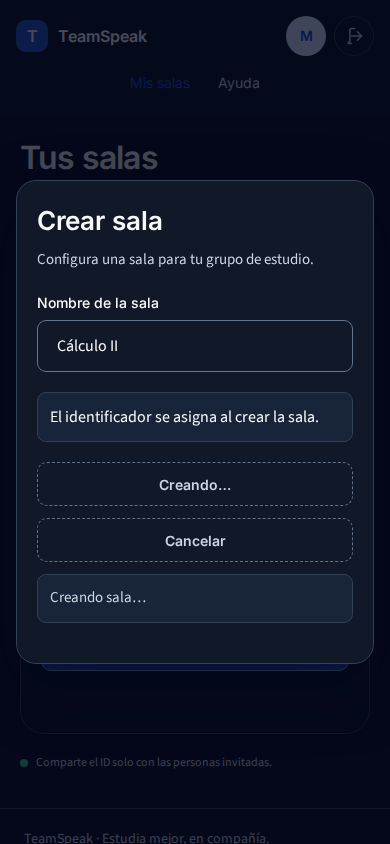 T TeamSpeak M
Mis salas Ayuda
Tus salas
Crear sala
Configura una sala para tu grupo de estudio.
Nombre de la sala
Cálculo II
El identificador se asigna al crear la sala.
Creando...
Cancelar
Creando sala...
Comparte el ID solo con las personas invitadas.
TeamSpeak · Estudia mejor, en compañía.